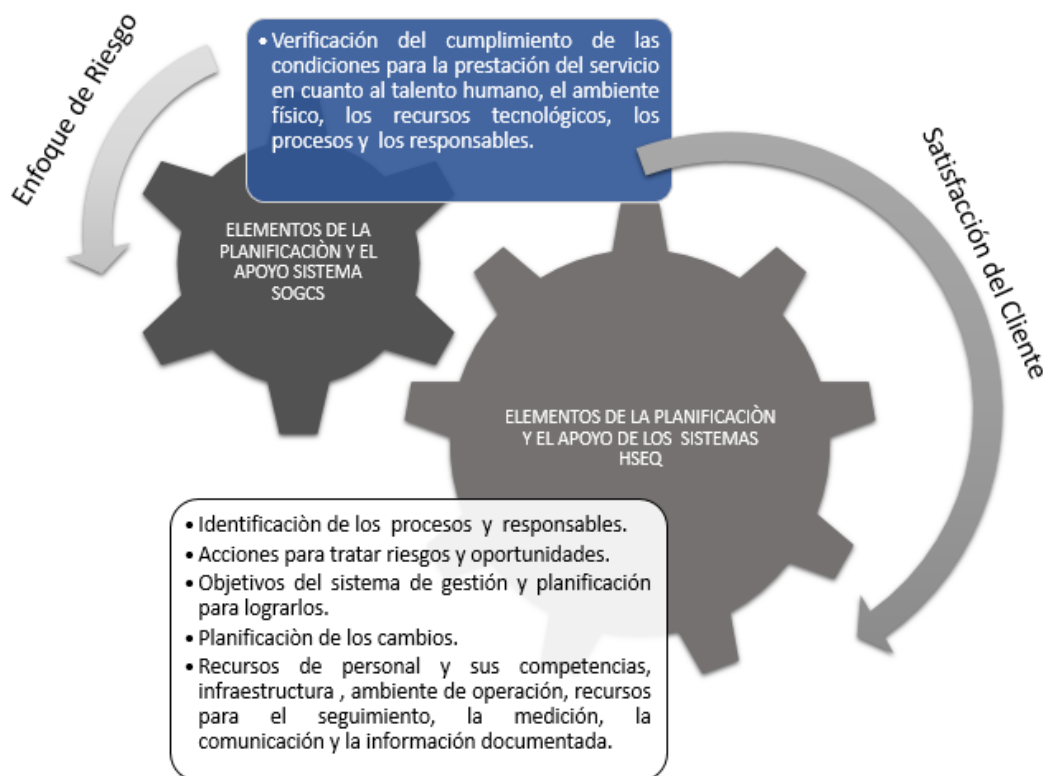 Enfoque de Riesgo
• Verificación del cumplimiento de las
condiciones para la prestación del servicio
en cuanto al talento humano, el ambiente
físico, los recursos tecnológicos, los
procesos y los responsables.
Satisfacción del Cliente
ELEMENTOS DE LA
PLANIFICACIÒN Y EL
APOYO SISTEMA
SOGCS
ELEMENTOS DE LA PLANIFICACIÒN
Y EL APOYO DE LOS SISTEMAS
HSEQ
• Identificaciòn de los procesos y responsables.
• Acciones para tratar riesgos y oportunidades.
• Objetivos del sistema de gestión y planificación
para lograrlos.
• Planificaciòn de los cambios.
• Recursos de personal y sus competencias,
infraestructura , ambiente de operación, recursos
para el seguimiento, la medición, la
comunicación y la información documentada.